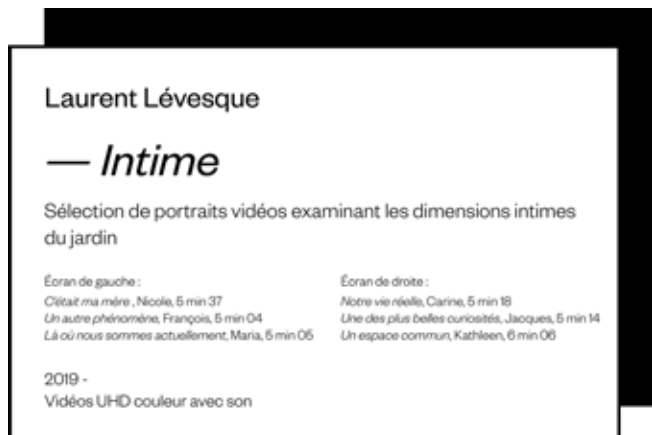 Laurent Lévesque
— Intime
Sélection de portraits vidéos examinant les dimensions intimes
du jardin
Écran de gauche :
C'était ma mère , Nicole, 5 min 37
Un autre phénomène, François, 5 min 04
Là où nous sommes actuellement, Maria, 5 min 05
Écran de droite :
Notre vie réelle, Carine, 5 min 18
Une des plus belles curiosités, Jacques, 5 min 14
Un espace commun, Kathleen, 6 min 06
2019 -
Vidéos UHD couleur avec son